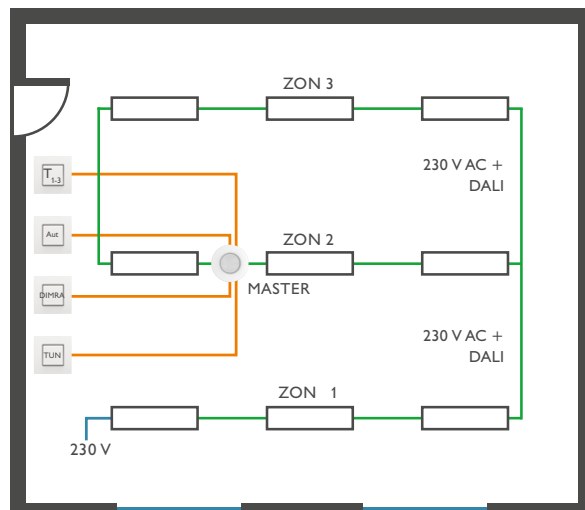 ZON 3
T1-3
230 V AC +
DALI
Aut
ZON 2
MASTER
DIMRA
230 V AC +
DALI
TUN
ZON 1
230 V